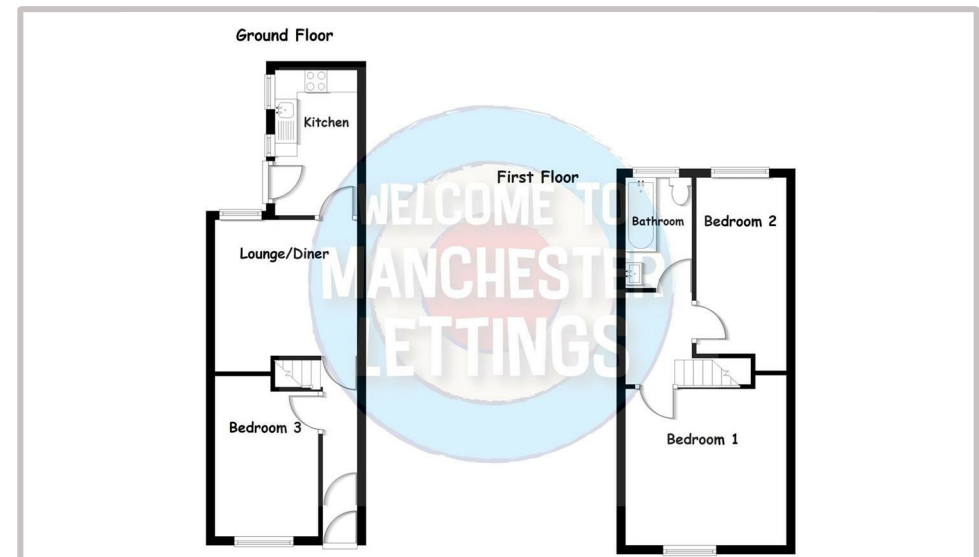 Ground Floor
Kitchen
Lounge/Diner
Bedroom 3
First Floor
Bathroom
Bedroom 2
Bedroom 1
WELCOME TO
MANCHESTER
LETTINGS